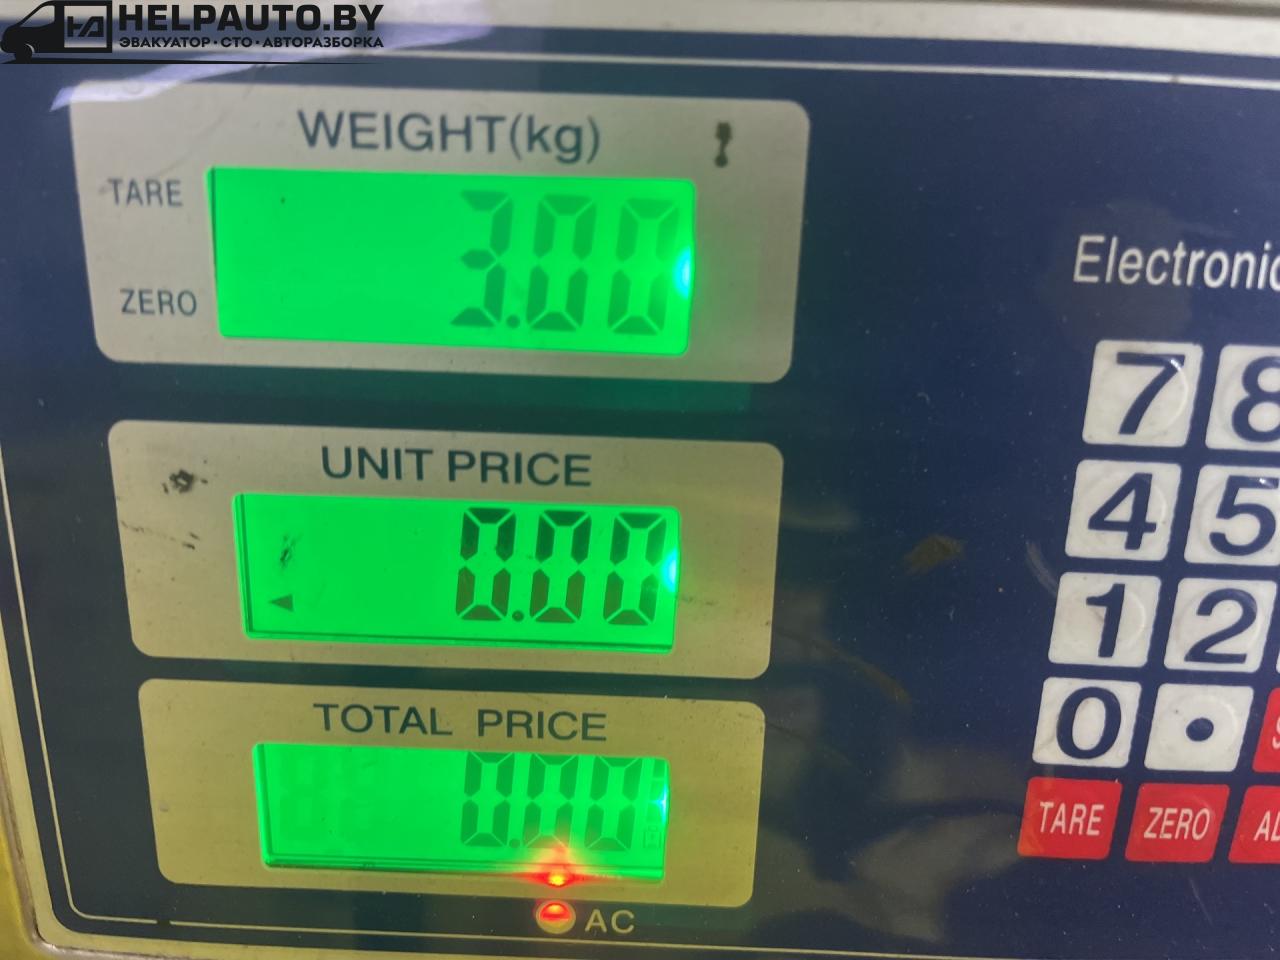 HELPAUTO.BY
ЭВАКУАТОР·СТО·АВТОРАЗБОРКА
WEIGHT(kg)
TARE
3.00
ZERO
Electronic
UNIT PRICE
0.00
TOTAL PRICE
0.00
AC
7 8
4 5
1 2
0 .
TARE ZERO